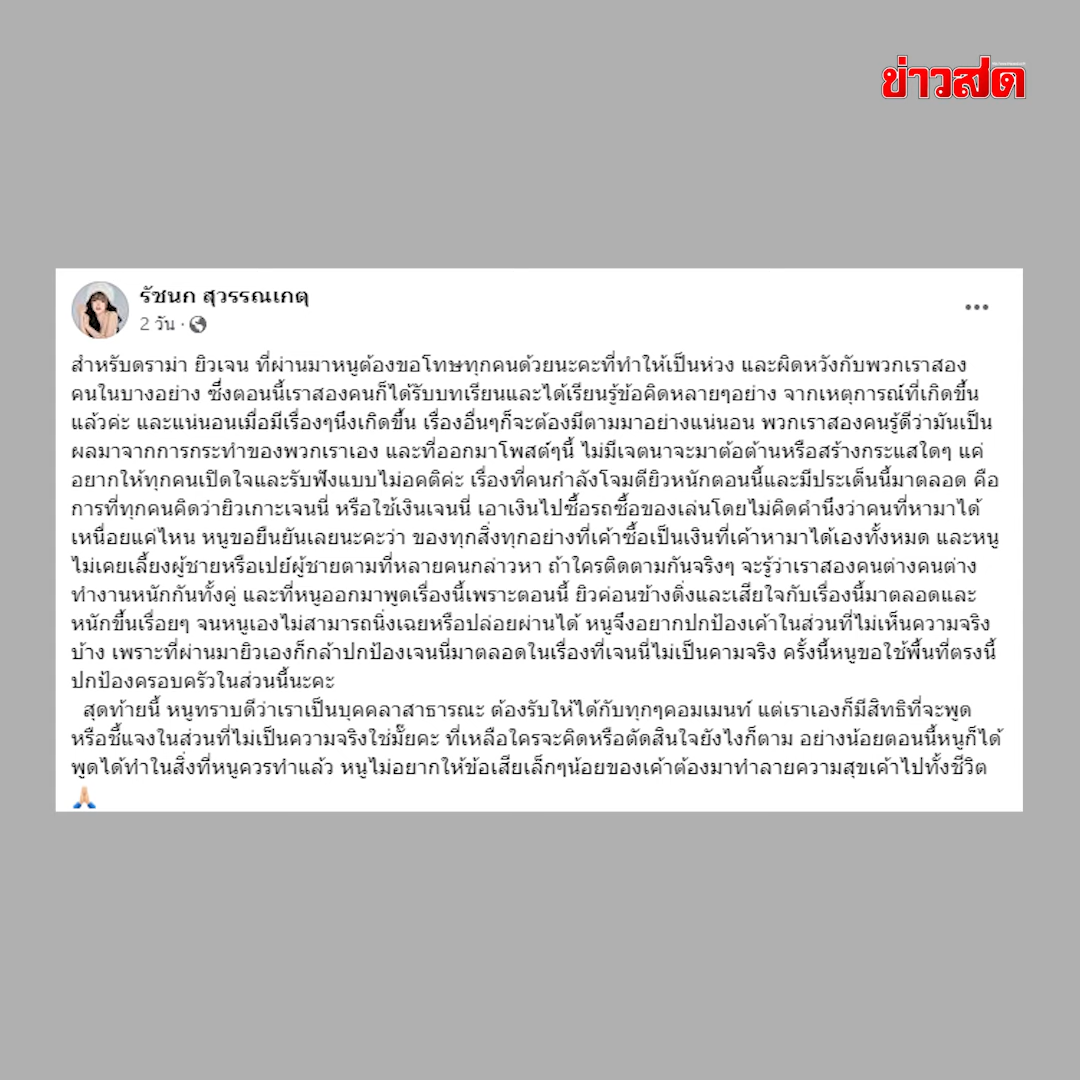 ข่าวสด
รัชนก สุวรรณเกตุ
2 วัน ·
สำหรับดราม่า ยิวเจน ที่ผ่านมาหนูต้องขอโทษทุกคนด้วยนะคะที่ทำให้เป็นห่วง และผิดหวังกับพวกเราสอง
คนในบางอย่าง ซึ่งตอนนี้เราสองคนก็ได้รับบทเรียนและได้เรียนรู้ข้อคิดหลายๆอย่าง จากเหตุการณ์ที่เกิดขึ้น
แล้วค่ะ และแน่นอนเมื่อมีเรื่องๆนึงเกิดขึ้น เรื่องอื่นๆก็จะต้องมีตามมาอย่างแน่นอน พวกเราสองคนรู้ดีว่ามันเป็น
ผลมาจากการกระทำของพวกเราเอง และที่ออกมาโพสต์ๆนี้ ไม่มีเจตนาจะมาต่อต้านหรือสร้างกระแสใดๆ แค่
อยากให้ทุกคนเปิดใจและรับฟังแบบไม่อคติค่ะ เรื่องที่คนกำลังโจมตียิวหนักตอนนี้และมีประเด็นนี้มาตลอด คือ
การที่ทุกคนคิดว่ายิวเกาะเจนนี่ หรือใช้เงินเจนนี่ เอาเงินไปซื้อรถซื้อของเล่นโดยไม่คิดคำนึงว่าคนที่หามาได้
เหนื่อยแค่ไหน หนูขอยืนยันเลยนะคะว่า ของทุกสิ่งทุกอย่างที่เค้าซื้อเป็นเงินที่เค้าหามาได้เองทั้งหมด และหนู
ไม่เคยเลี้ยงผู้ชายหรือเปย์ผู้ชายตามที่หลายคนกล่าวหา ถ้าใครติดตามกันจริงๆ จะรู้ว่าเราสองคนต่างคนต่าง
ทำงานหนักกันทั้งคู่ และที่หนูออกมาพูดเรื่องนี้เพราะตอนนี้ ยิวค่อนข้างดิ่งและเสียใจกับเรื่องนี้มาตลอดและ
หนักขึ้นเรื่อยๆ จนหนูเองไม่สามารถนิ่งเฉยหรือปล่อยผ่านได้ หนูจึงอยากปกป้องเค้าในส่วนที่ไม่เห็นความจริง
บ้าง เพราะที่ผ่านมายิวเองก็กล้าปกป้องเจนนี่มาตลอดในเรื่องที่เจนนี่ไม่เป็นคามจริง ครั้งนี้หนูขอใช้พื้นที่ตรงนี้
ปกป้องครอบครัวในส่วนนี้นะคะ
สุดท้ายนี้ หนูทราบดีว่าเราเป็นบุคคลาสาธารณะ ต้องรับให้ได้กับทุกๆคอมเมนท์ แต่เราเองก็มีสิทธิที่จะพูด
หรือชี้แจงในส่วนที่ไม่เป็นความจริงใช่มั๊ยคะ ที่เหลือใครจะคิดหรือตัดสินใจยังไงก็ตาม อย่างน้อยตอนนี้หนูก็ได้
พูดได้ทำในสิ่งที่หนูควรทำแล้ว หนูไม่อยากให้ข้อเสียเล็กๆน้อยของเค้าต้องมาทำลายความสุขเค้าไปทั้งชีวิต
🙏🏻